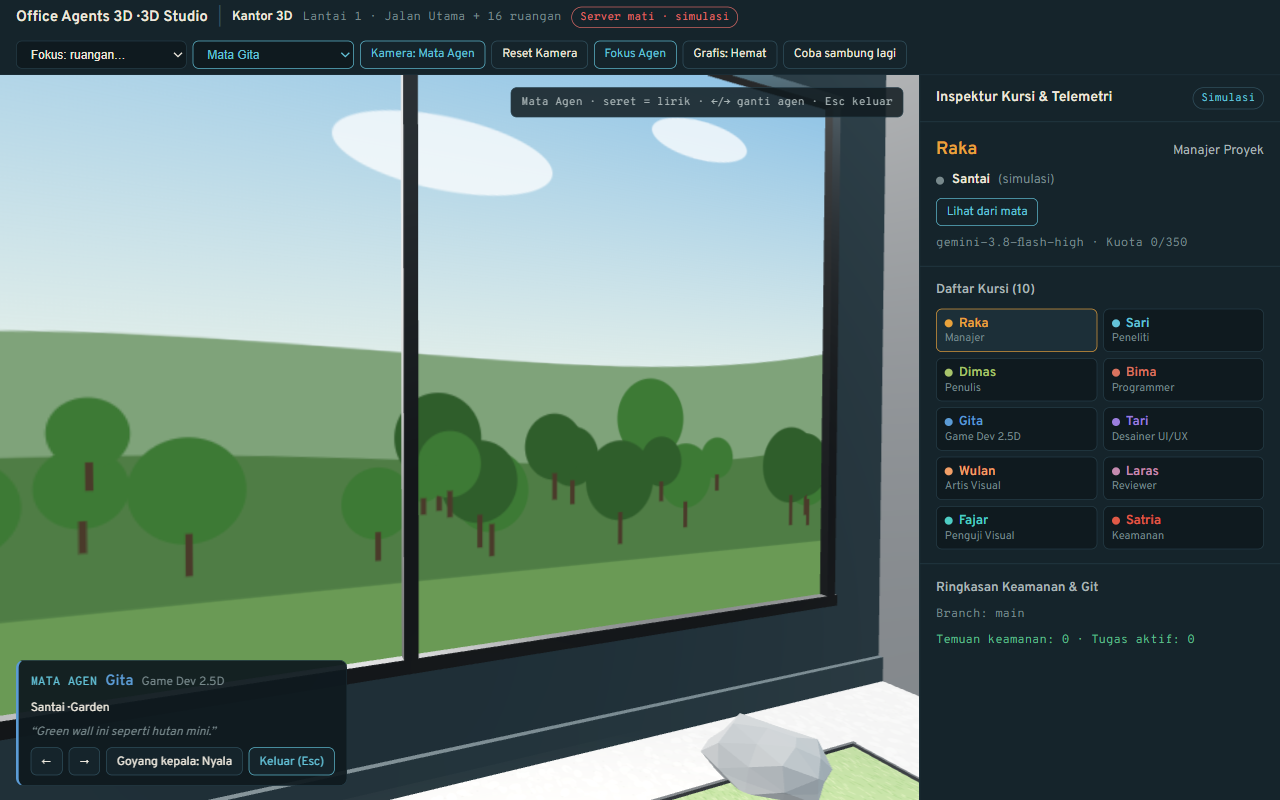 Office Agents 3D ·3D Studio
Kantor 3D Lantai 1 · Jalan Utama + 16 ruangan
Server mati · simulasi
Fokus: ruangan...
Mata Gita
Kamera: Mata Agen
Reset Kamera
Fokus Agen
Grafis: Hemat
Coba sambung lagi
Mata Agen · seret = lirik · ←/→ ganti agen · Esc keluar
MATA AGEN Gita Game Dev 2.5D
Santai ·Garden
“Green wall ini seperti hutan mini.”
←
→
Goyang kepala: Nyala
Keluar (Esc)
Inspektur Kursi & Telemetri
Simulasi
Raka
Manajer Proyek
Santai (simulasi)
Lihat dari mata
gemini-3.8-flash-high · Kuota 0/350
Daftar Kursi (10)
Raka
Manajer
Sari
Peneliti
Dimas
Penulis
Bima
Programmer
Gita
Game Dev 2.5D
Tari
Desainer UI/UX
Wulan
Artis Visual
Laras
Reviewer
Fajar
Penguji Visual
Satria
Keamanan
Ringkasan Keamanan & Git
Branch: main
Temuan keamanan: 0 · Tugas aktif: 0